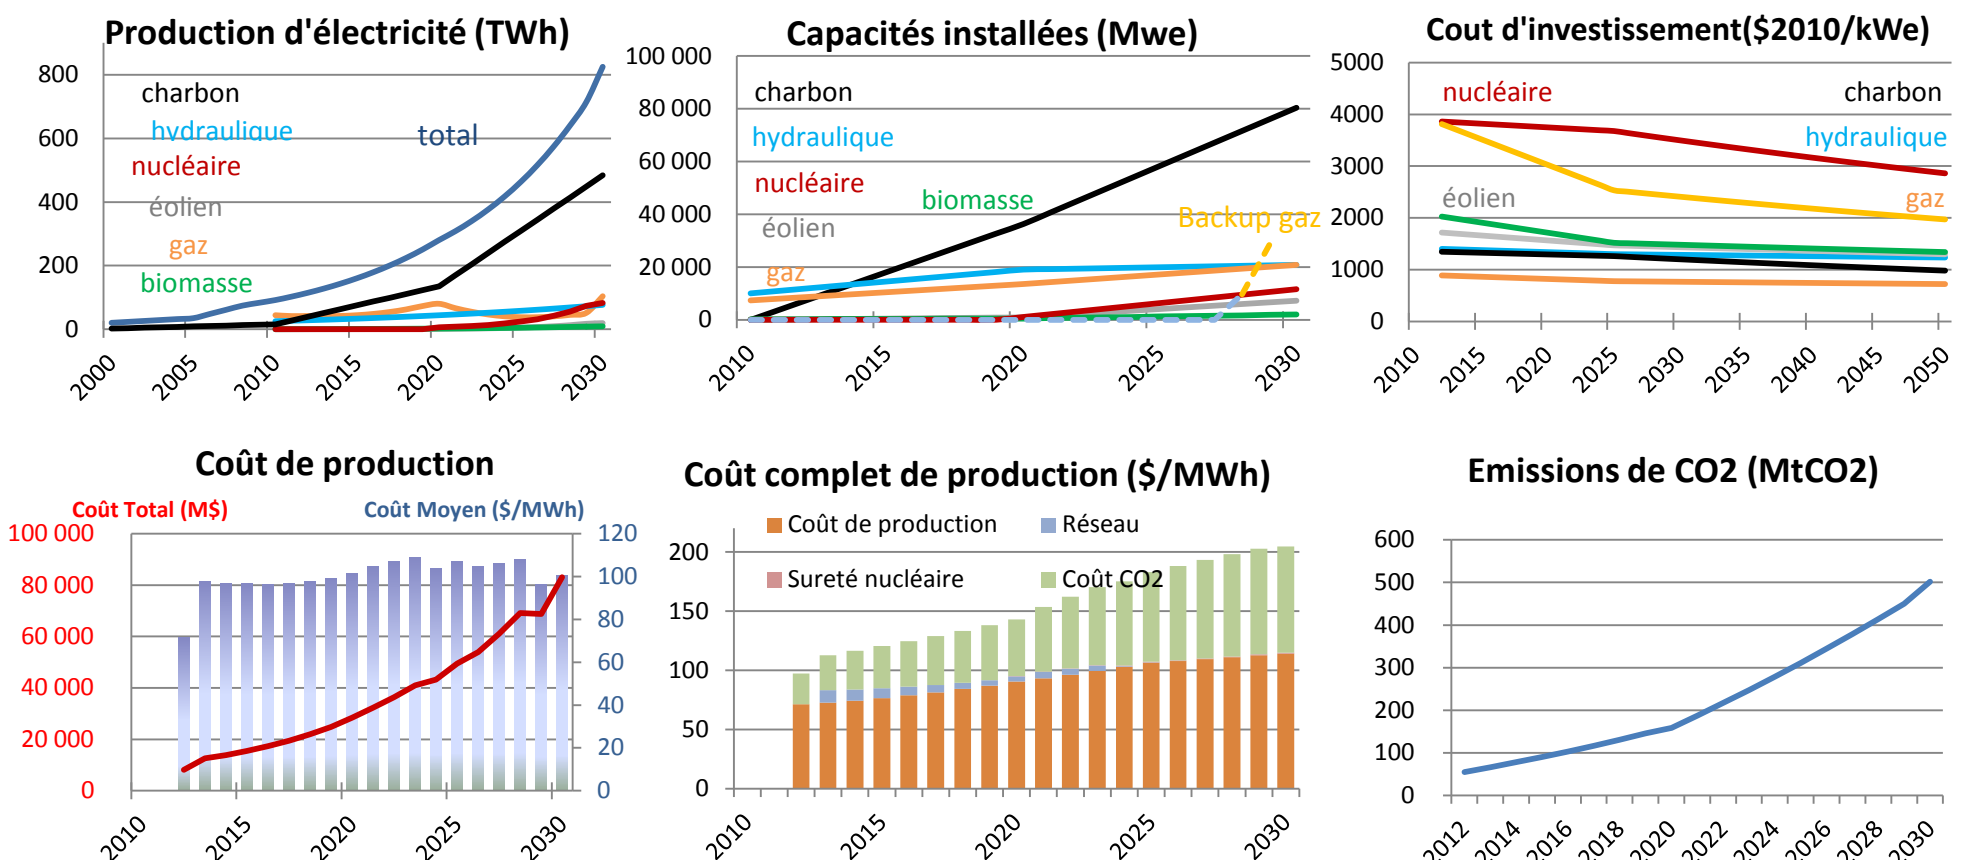 Production d'électricité (TWh)
800
600
400
200
0
charbon
hydraulique
nucléaire
éolien
gaz
biomasse
total
2000
2005
2010
2015
2020
2025
2030
Capacités installées (Mwe)
100 000
80 000
60 000
40 000
20 000
0
charbon
hydraulique
nucléaire
biomasse
éolien
Backup gaz
gaz
2010
2015
2020
2025
2030
Cout d'investissement($2010/kWe)
5000
4000
3000
2000
1000
0
nucléaire
charbon
hydraulique
éolien
gaz
2010
2015
2020
2025
2030
2035
2040
2045
2050
Coût de production
Coût Total (M$)
Coût Moyen ($/MWh)
100 000
80 000
60 000
40 000
20 000
0
120
100
80
60
40
20
0
2010
2015
2020
2025
2030
Coût complet de production ($/MWh)
Coût de production
Réseau
Sureté nucléaire
Coût CO2
200
150
100
50
0
2010
2015
2020
2025
2030
Emissions de CO2 (MtCO2)
600
500
400
300
200
100
0
2012
2014
2016
2018
2020
2022
2024
2026
2028
2030